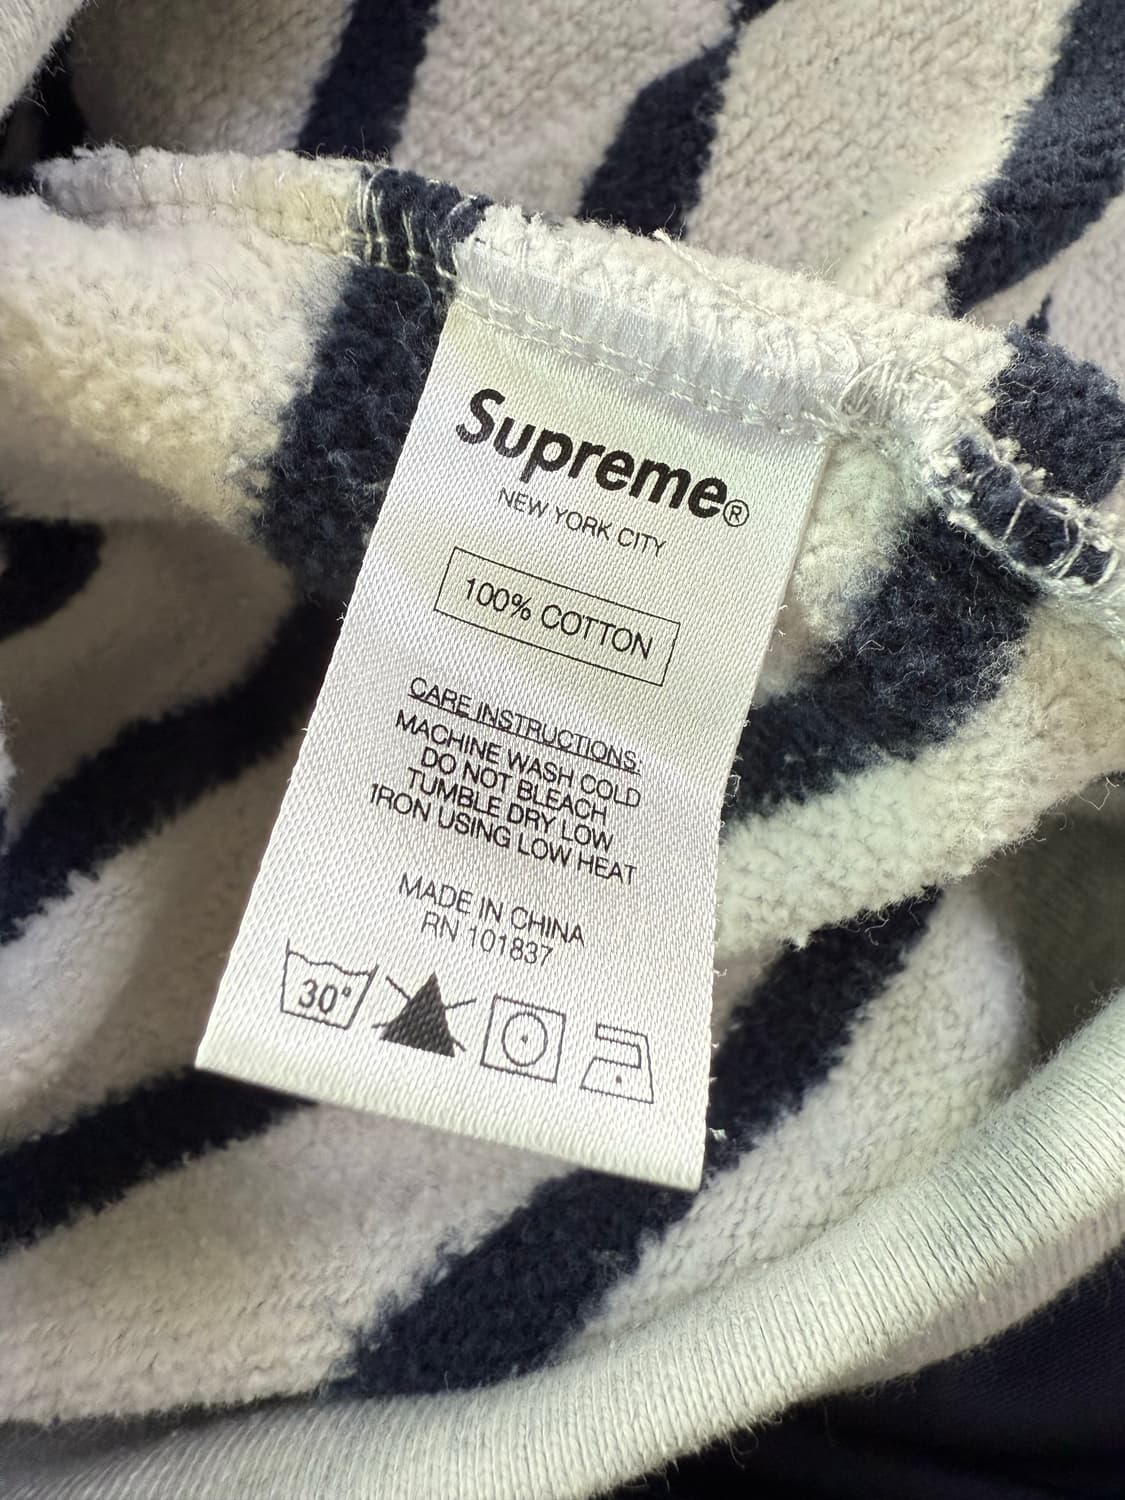 Supreme®
NEW YORK CITY
100% COTTON
CARE INSTRUCTIONS:
MACHINE WASH COLD
DO NOT BLEACH
TUMBLE DRY LOW
IRON USING LOW HEAT
MADE IN CHINA
RN 101837
30°